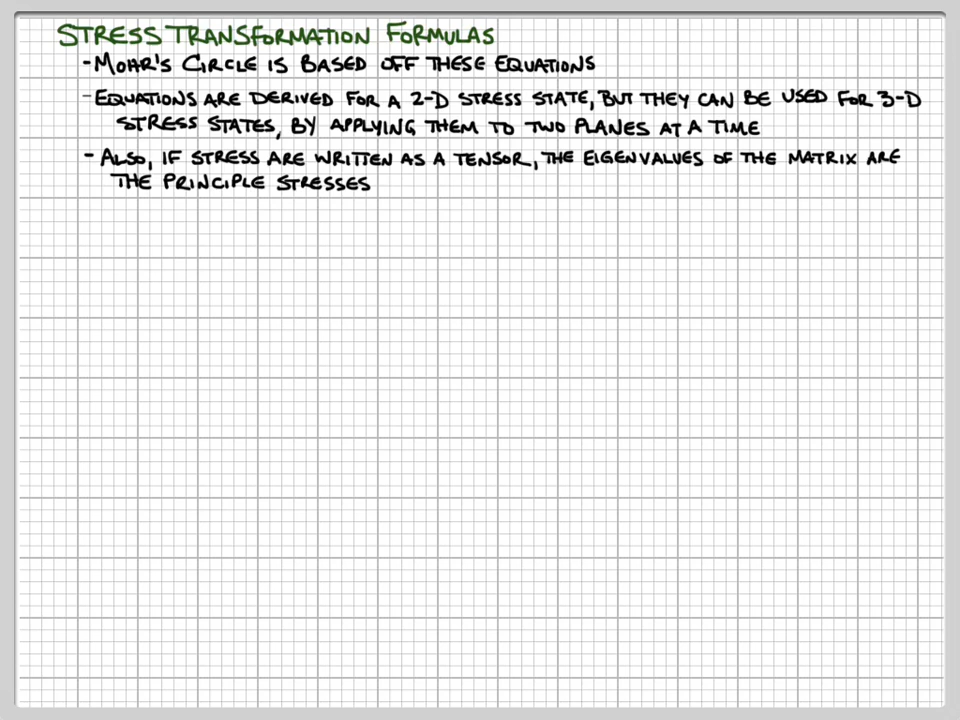 STRESS TRANSFORMATION FORMULAS
- MOHR'S CIRCLE IS BASED OFF THESE EQUATIONS
- EQUATIONS ARE DERIVED FOR A 2-D STRESS STATE, BUT THEY CAN BE USED FOR 3-D
STRESS STATES, BY APPLYING THEM TO TWO PLANES AT A TIME
- ALSO, IF STRESS ARE WRITTEN AS A TENSOR, THE EIGENVALUES OF THE MATRIX ARE
THE PRINCIPLE STRESSES